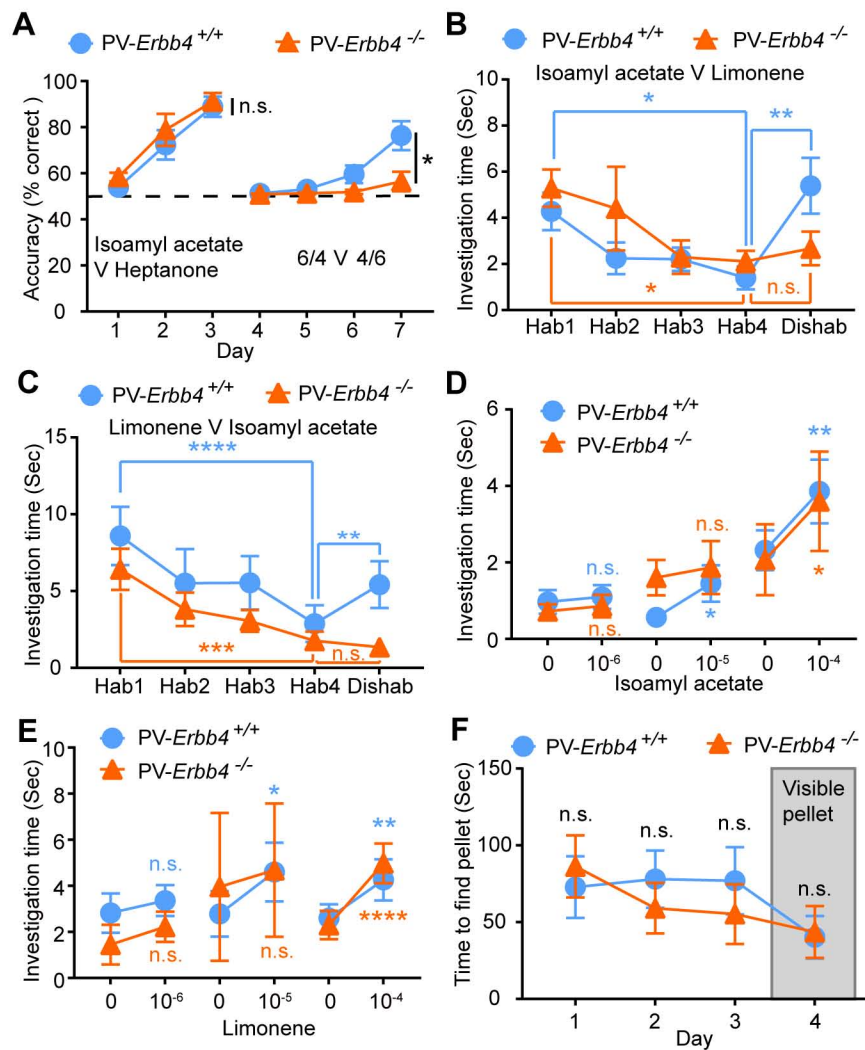 A
PV-Erbb4 +/+
PV-Erbb4 -/-
Accuracy (% correct )
100
80
60
40
20
0
n.s.
*
Isoamyl acetate
V Heptanone
6/4 V 4/6
1 2 3 4 5 6 7
Day
B
PV-Erbb4 +/+
PV-Erbb4 -/-
Isoamyl acetate V Limonene
Investigation time (Sec)
10
8
6
4
2
0
*
**
*
n.s.
Hab1 Hab2 Hab3 Hab4 Dishab
C
PV-Erbb4 +/+
PV-Erbb4 -/-
Limonene V Isoamyl acetate
Investigation time (Sec)
15
10
5
0
****
**
***
n.s.
Hab1 Hab2 Hab3 Hab4 Dishab
D
PV-Erbb4 +/+
PV-Erbb4 -/-
Investigation time (Sec)
6
4
2
0
n.s.
n.s.
n.s.
*
**
*
0 10-6 0 10-5 0 10-4
Isoamyl acetate
E
PV-Erbb4 +/+
PV-Erbb4 -/-
Investigation time (Sec)
10
8
6
4
2
0
n.s.
n.s.
*
n.s.
**
****
0 10-6 0 10-5 0 10-4
Limonene
F
PV-Erbb4 +/+
PV-Erbb4 -/-
Time to find pellet (Sec)
150
100
50
0
Visible
pellet
n.s.
n.s.
n.s.
n.s.
1 2 3 4
Day